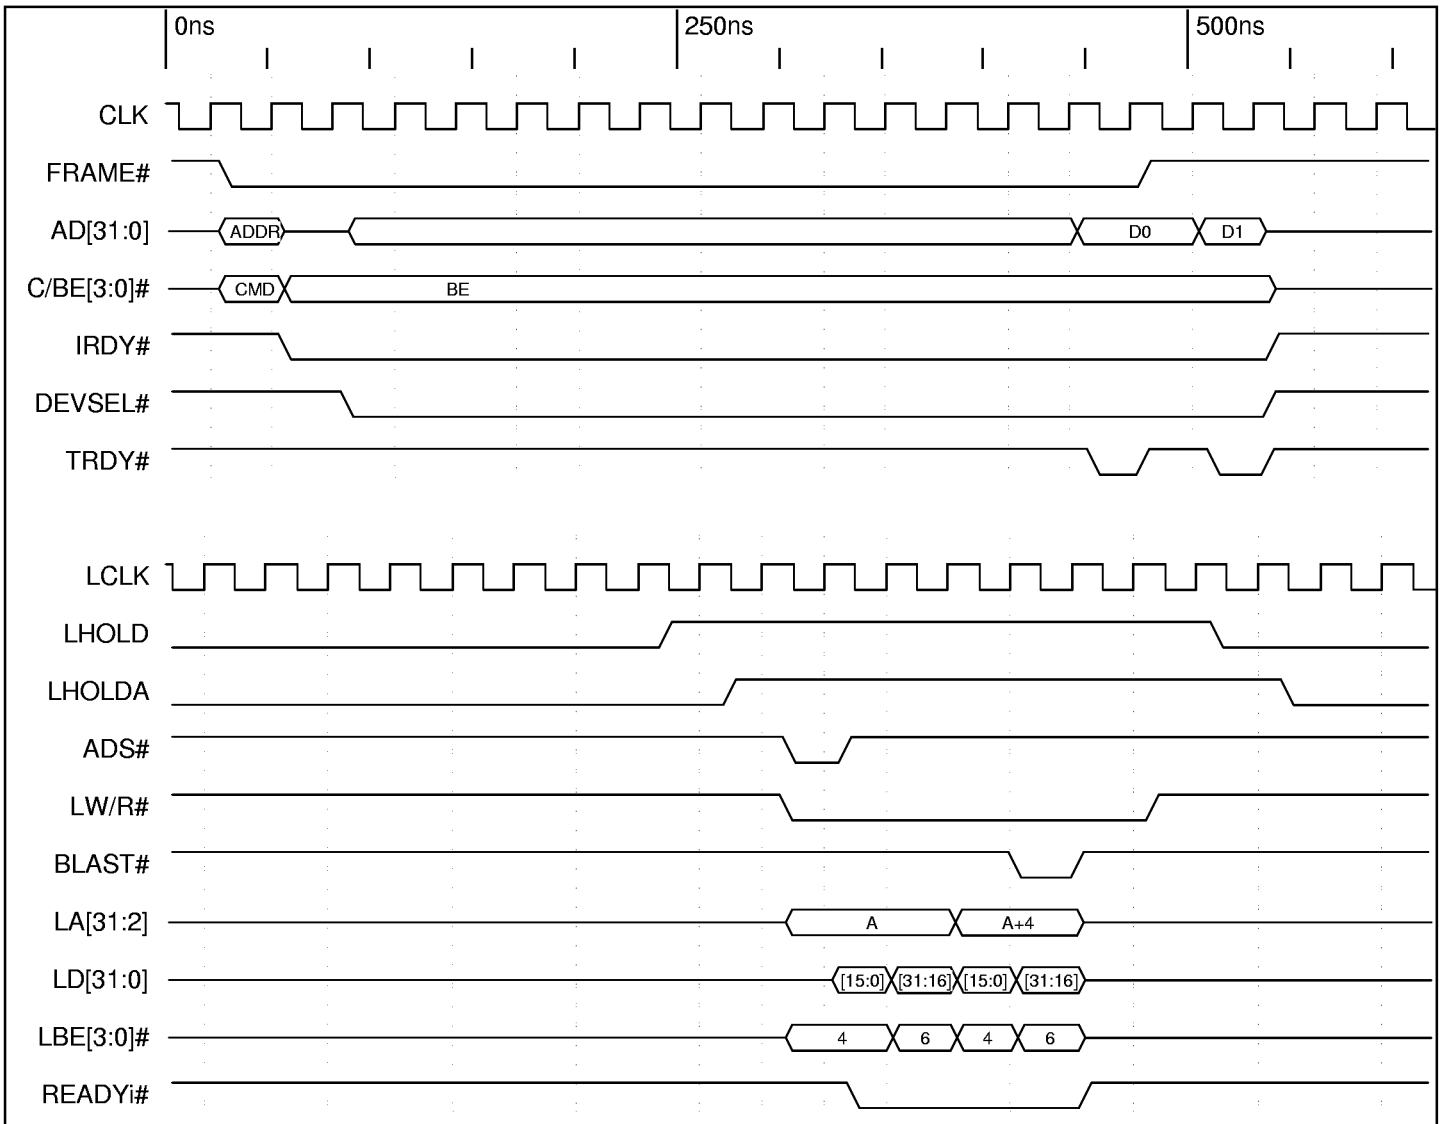 0ns 250ns 500ns
CLK
FRAME#
AD[31:0] ADDR D0 D1
C/BE[3:0]# CMD BE
IRDY#
DEVSEL#
TRDY#
LCLK
LHOLD
LHOLDA
ADS#
LW/R#
BLAST#
LA[31:2] A A+4
LD[31:0] [15:0] [31:16] [15:0] [31:16]
LBE[3:0]# 4 6 4 6
READYi#